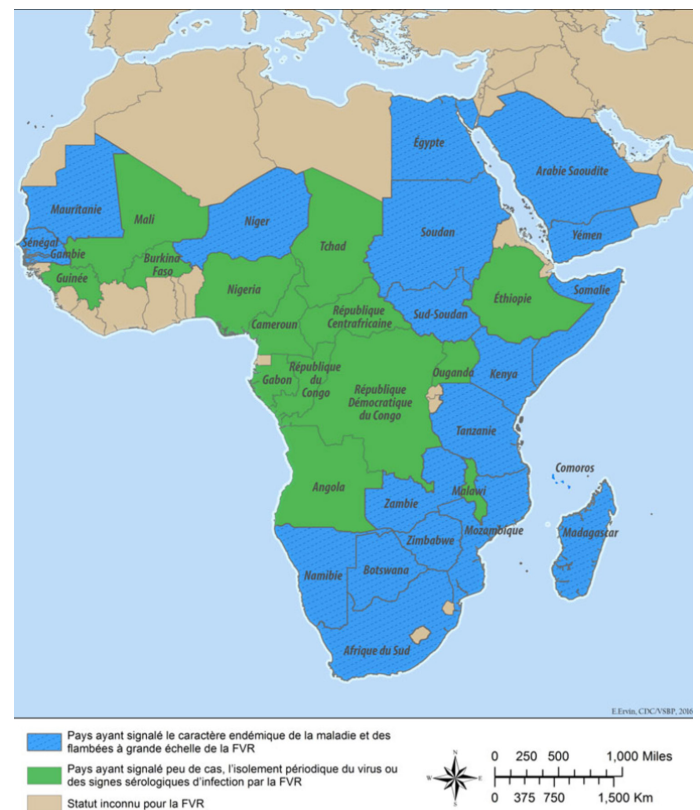 Égypte
Arabie Saoudite
Mauritanie
Mali
Niger
Soudan
Yémen
Sénégal
Gambie
Tchad
Burkina
Faso
Guinée
Nigeria
Somalie
Éthiopie
Sud-Soudan
République
Centrafricaine
Cameroun
Ouganda
Kenya
République
du Congo
Gabon
République
Démocratique
du Congo
Tanzanie
Comoros
Angola
Malawi
Zambie
Mozambique
Madagascar
Zimbabwe
Namibie
Botswana
Afrique du Sud
E.Ervin, CDC/VSBP, 2016
Pays ayant signalé le caractère endémique de la maladie et des
flambées à grande échelle de la FVR
Pays ayant signalé peu de cas, l'isolement périodique du virus ou
des signes sérologiques d'infection par la FVR
Statut inconnu pour la FVR
N
W E
S
0 250 500 1,000 Miles
0 375 750 1,500 Km